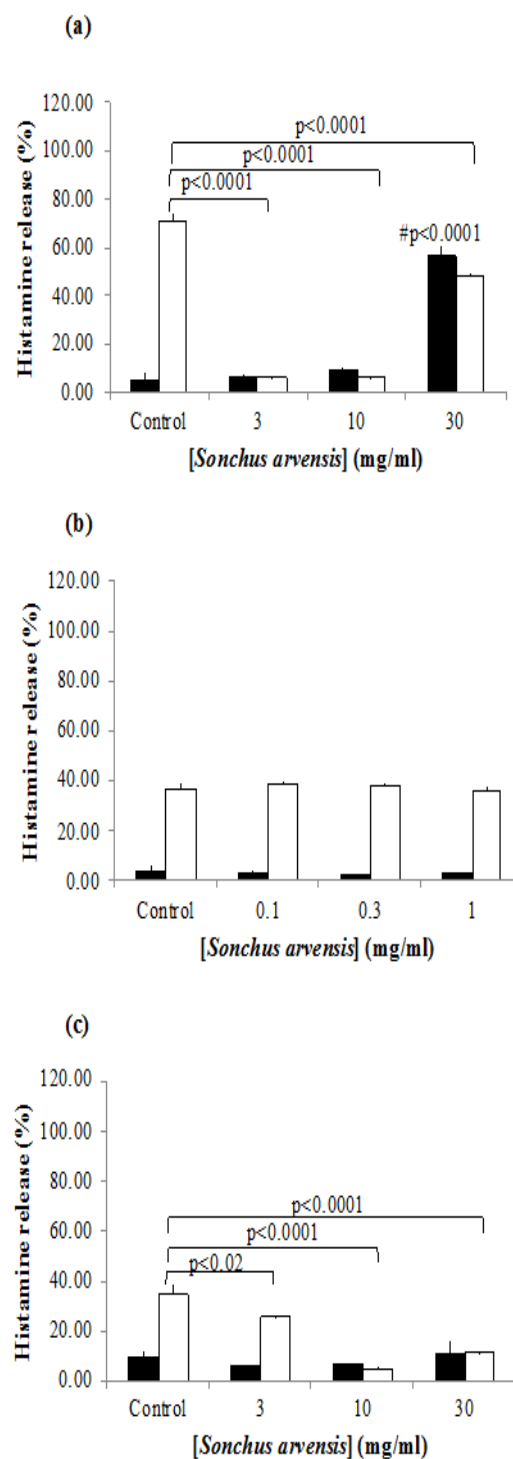 (a)
120.00
100.00
80.00
60.00
40.00
20.00
0.00
Histamine release (%)
p<0.0001
p<0.0001
p<0.0001
#p<0.0001
Control 3 10 30
[Sonchus arvensis] (mg/ml)
(b)
120.00
100.00
80.00
60.00
40.00
20.00
0.00
Histamine release (%)
Control 0.1 0.3 1
[Sonchus arvensis] (mg/ml)
(c)
120.00
100.00
80.00
60.00
40.00
20.00
0.00
Histamine release (%)
p<0.0001
p<0.0001
p<0.02
Control 3 10 30
[Sonchus arvensis] (mg/ml)